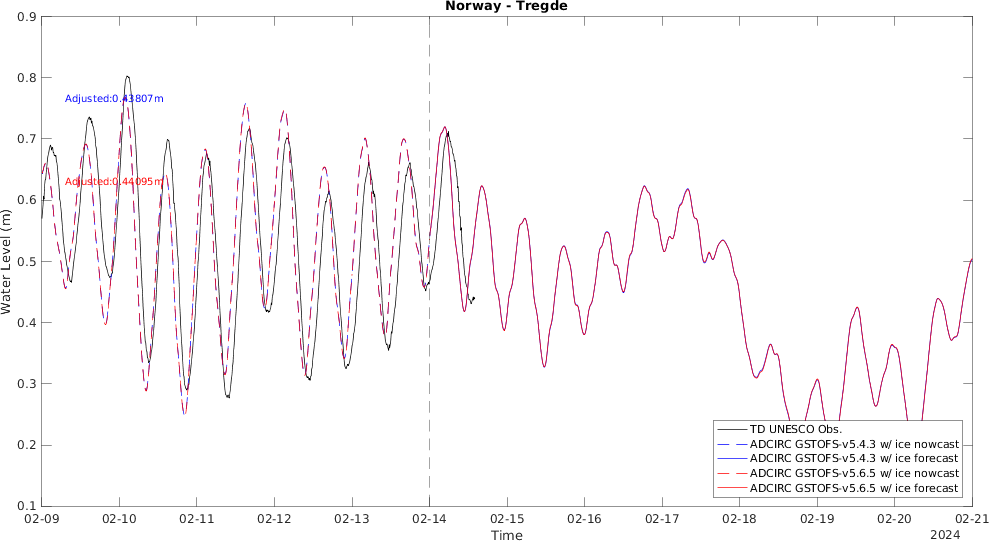 Norway - Tregde
0.9
0.8
0.7
0.6
0.5
0.4
0.3
0.2
0.1
Water Level (m)
Adjusted:0.43807m
Adjusted:0.44095m
TD UNESCO Obs.
ADCIRC GSTOFS-v5.4.3 w/ ice nowcast
ADCIRC GSTOFS-v5.4.3 w/ ice forecast
ADCIRC GSTOFS-v5.6.5 w/ ice nowcast
ADCIRC GSTOFS-v5.6.5 w/ ice forecast
02-09 02-10 02-11 02-12 02-13 02-14 02-15 02-16 02-17 02-18 02-19 02-20 02-21
Time
2024